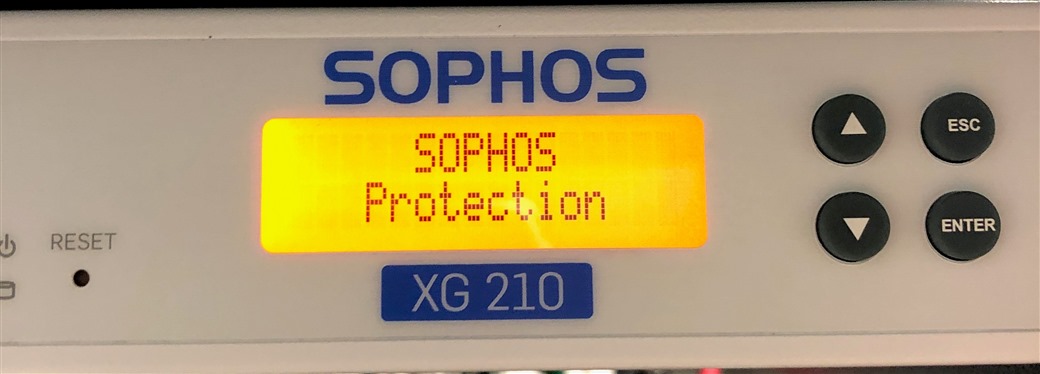 SOPHOS
SOPHOS
Protection
XG 210
RESET
ESC
ENTER